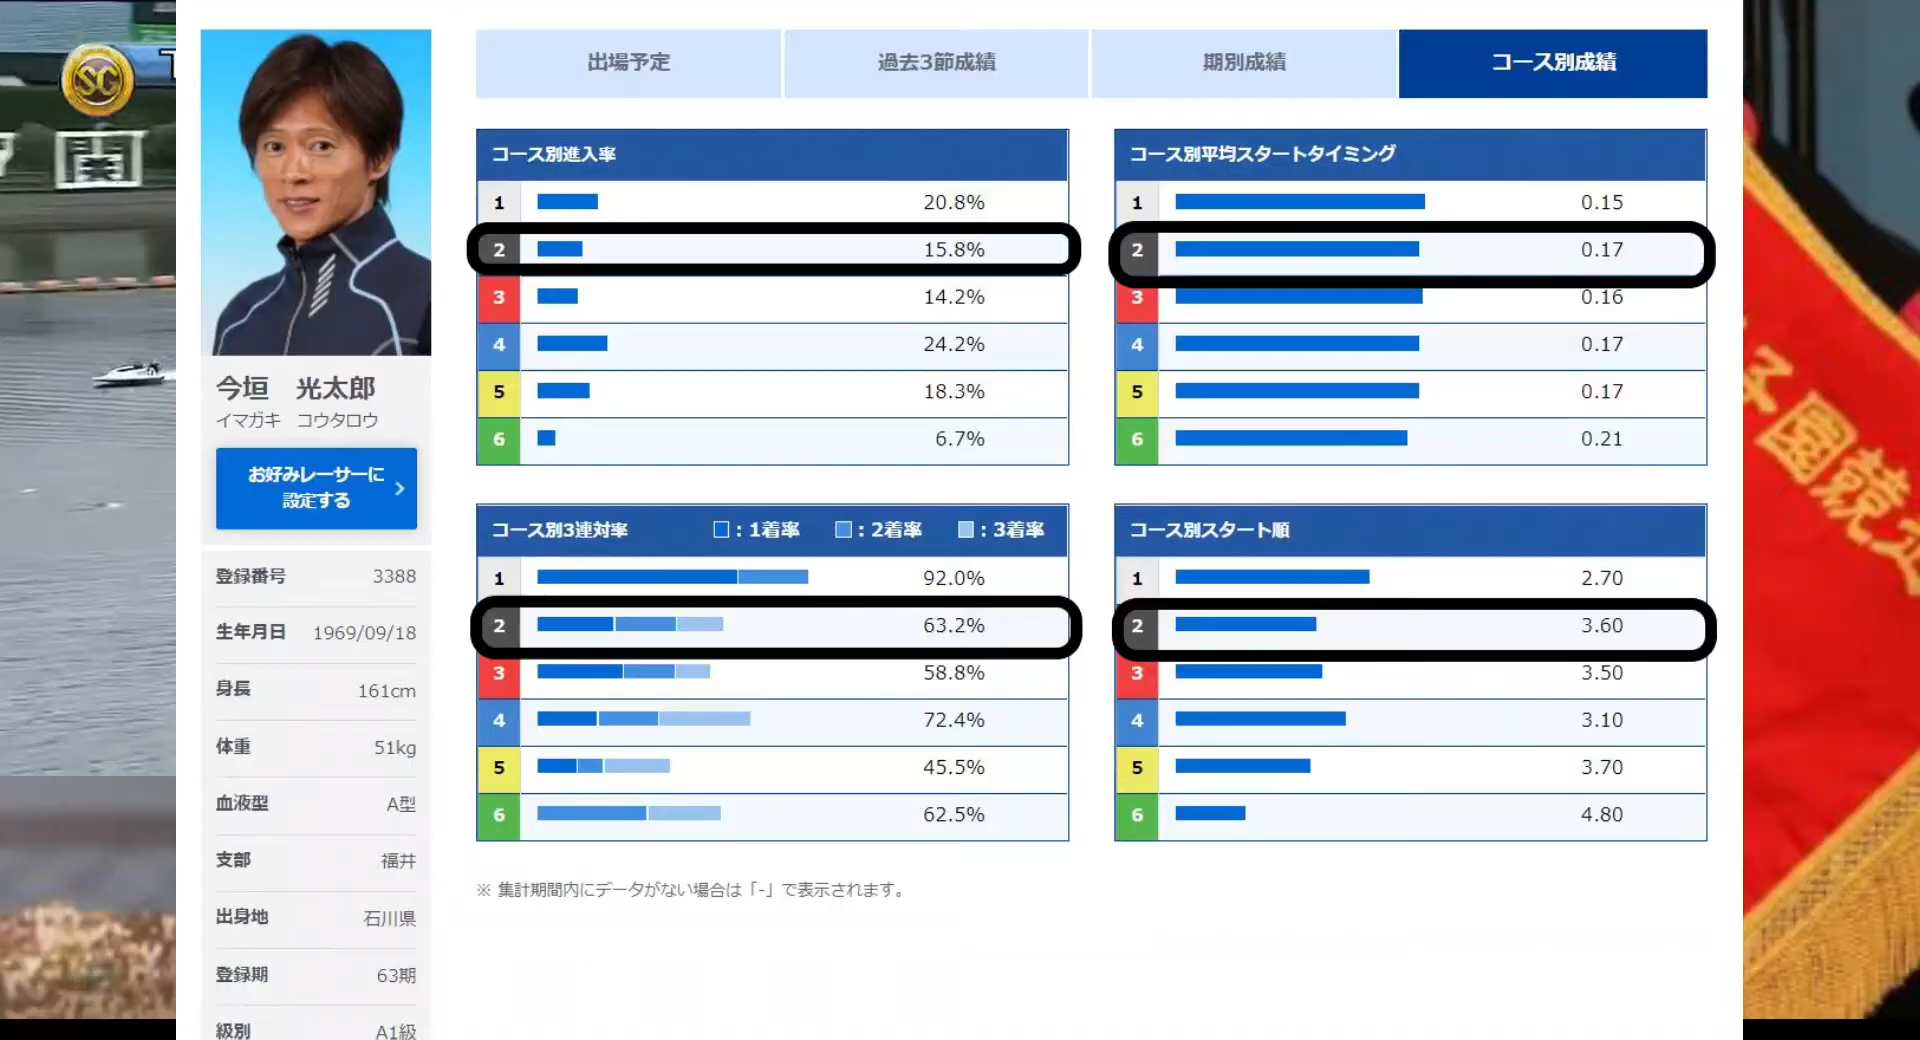 SC
今垣 光太郎
イマガキ コウタロウ
お好みレーサーに
設定する
登録番号 3388
生年月日 1969/09/18
身長 161cm
体重 51kg
血液型 A型
支部 福井
出身地 石川県
登録期 63期
級別 A1級
出場予定
過去3節成績
期別成績
コース別成績
コース別進入率
1 20.8%
2 15.8%
3 14.2%
4 24.2%
5 18.3%
6 6.7%
コース別平均スタートタイミング
1 0.15
2 0.17
3 0.16
4 0.17
5 0.17
6 0.21
コース別3連対率 :1着率 :2着率 :3着率
1 92.0%
2 63.2%
3 58.8%
4 72.4%
5 45.5%
6 62.5%
コース別スタート順
1 2.70
2 3.60
3 3.50
4 3.10
5 3.70
6 4.80
※ 集計期間内にデータがない場合は「-」で表示されます。
子園競